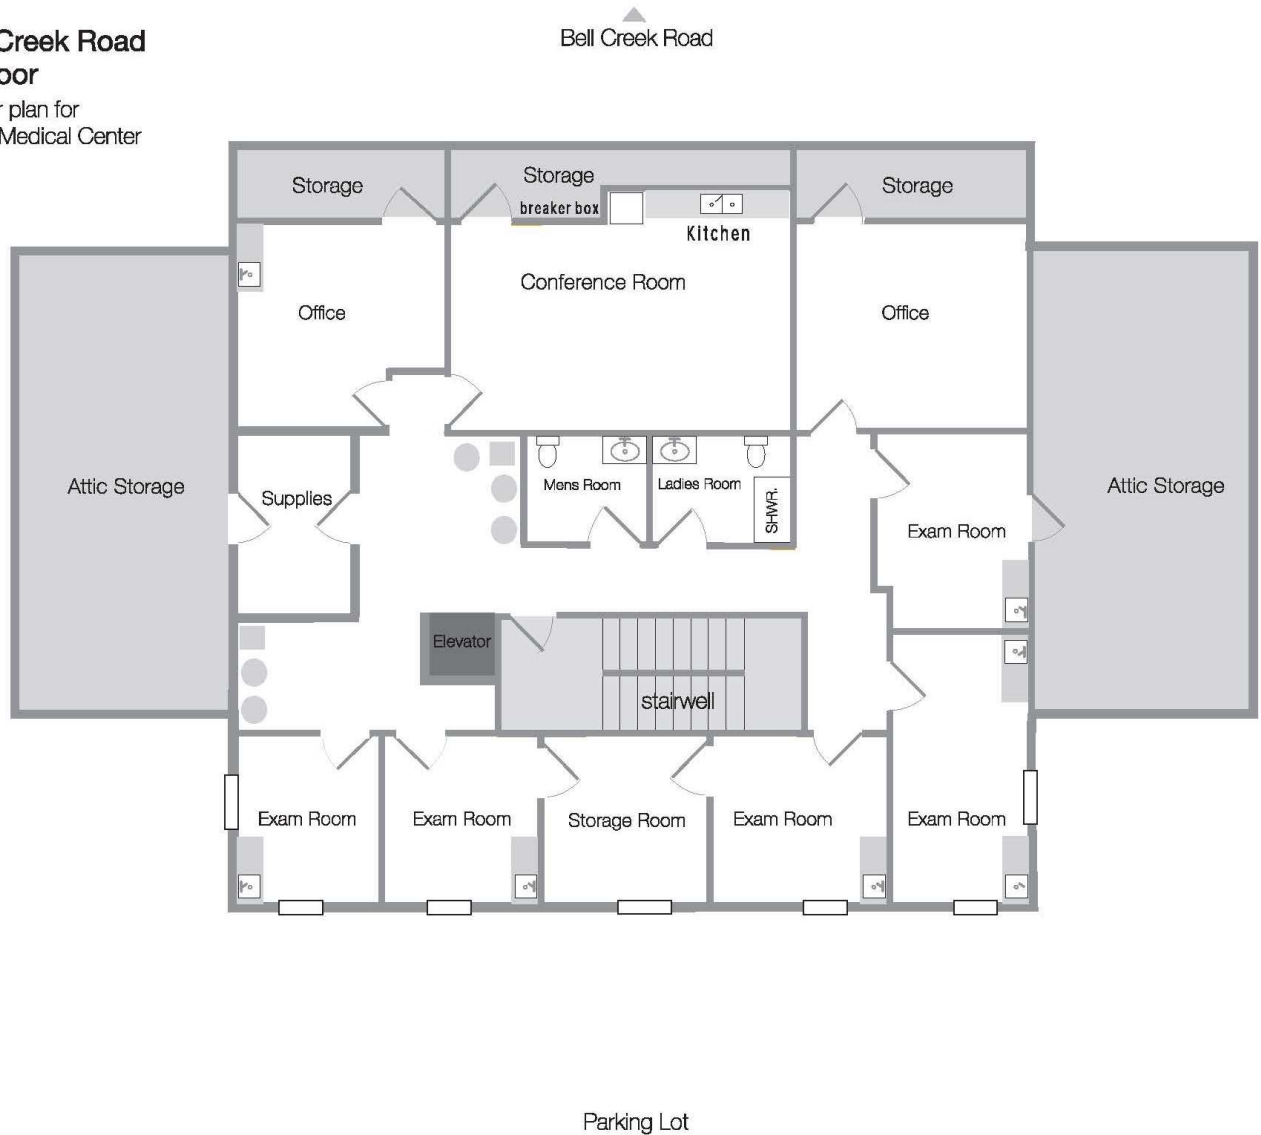 Creek Road
oor
r plan for
Medical Center
Bell Creek Road
Storage
Storage
Storage
breaker box
Kitchen
Conference Room
Office
Office
Attic Storage
Supplies
Mens Room
Ladies Room
SHWR.
Attic Storage
Exam Room
Elevator
stairwell
Exam Room
Exam Room
Storage Room
Exam Room
Exam Room
Parking Lot